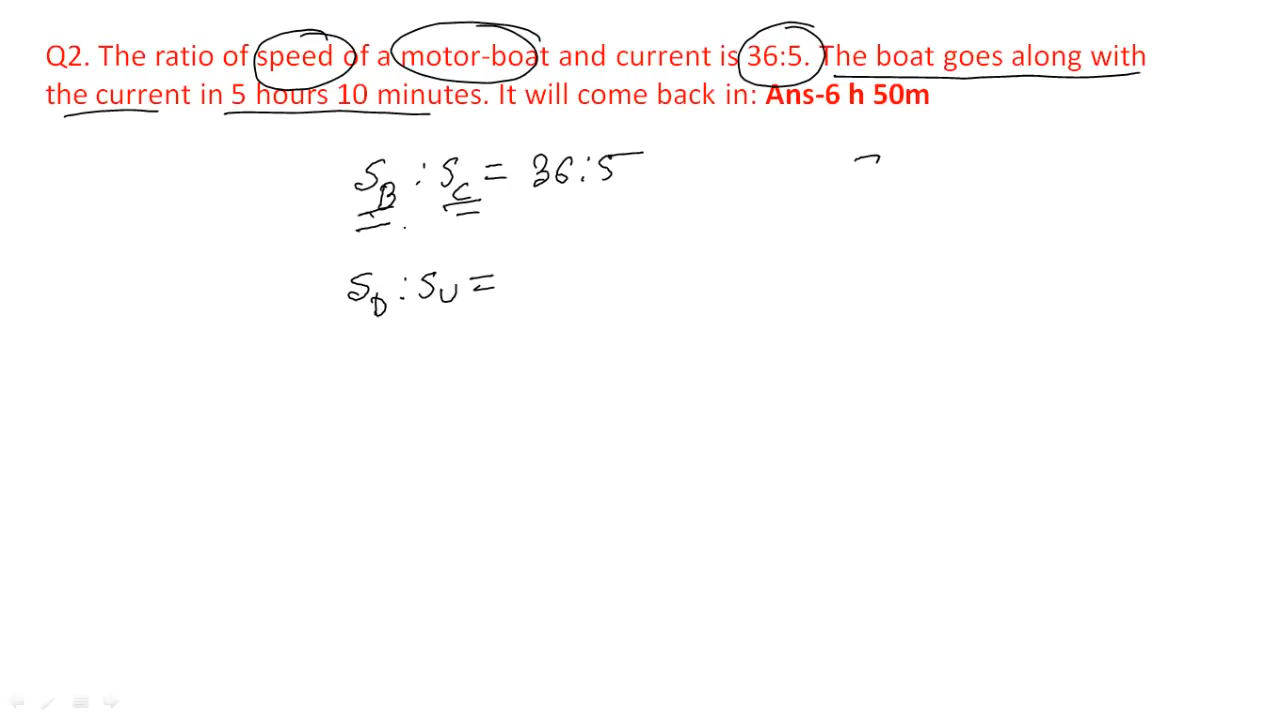 Q2. The ratio of speed of a motor-boat and current is 36:5. The boat goes along with
the current in 5 hours 10 minutes. It will come back in: Ans-6 h 50m
S_B : S_C = 36:5
S_D : S_U =